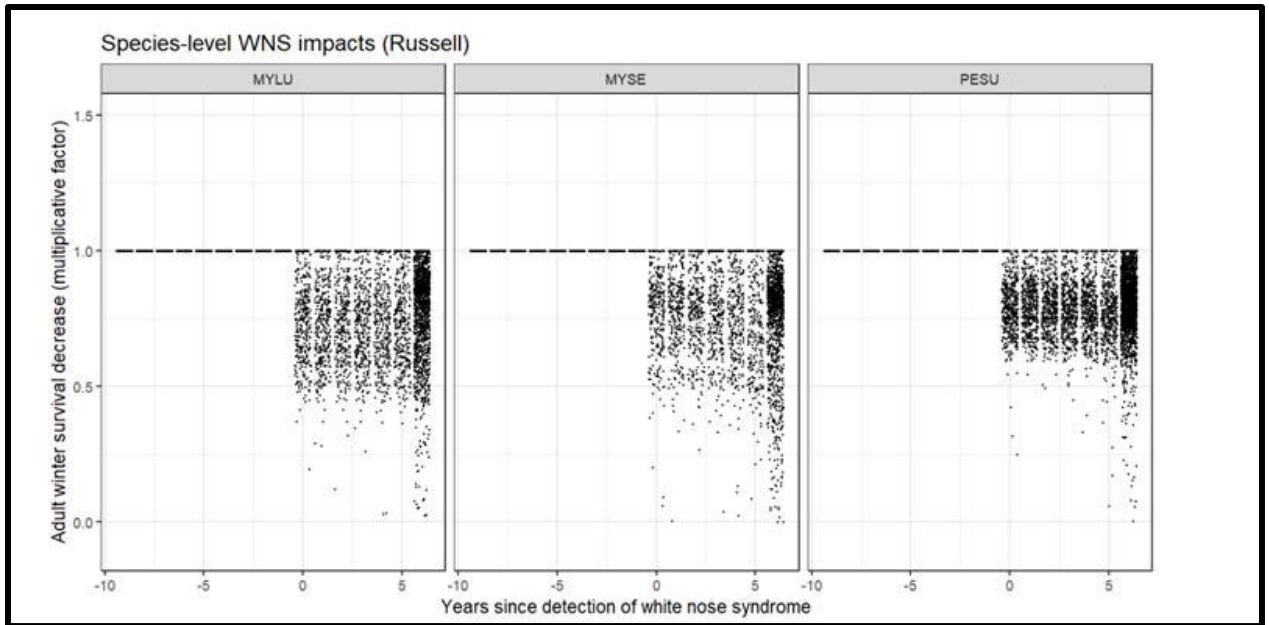 Species-level WNS impacts (Russell)
MYLU MYSE PESU
Adult winter survival decrease (multiplicative factor)
1.5
1.0
0.5
0.0
-10 -5 0 5 -10 -5 0 5 -10 -5 0 5
Years since detection of white nose syndrome